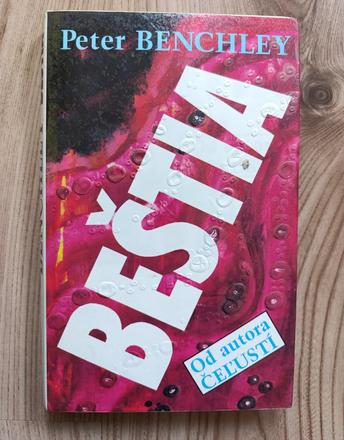 Peter BENCHLEY
BEŠTIA
Od autora
ČEĽUSTÍ